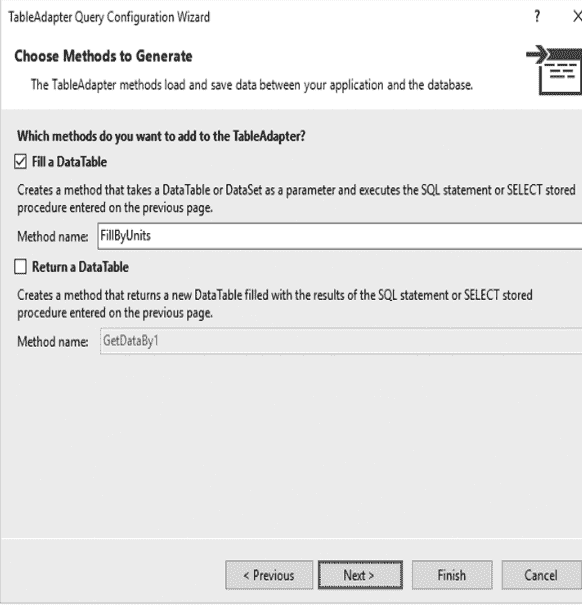 TableAdapter Query Configuration Wizard
?
X
Choose Methods to Generate
The TableAdapter methods load and save data between your application and the database.
Which methods do you want to add to the TableAdapter?
Fill a DataTable
Creates a method that takes a DataTable or DataSet as a parameter and executes the SQL statement or SELECT stored
procedure entered on the previous page.
Method name: FillByUnits
Return a DataTable
Creates a method that returns a new DataTable filled with the results of the SQL statement or SELECT stored
procedure entered on the previous page.
Method name: GetDataBy1
< Previous Next > Finish Cancel